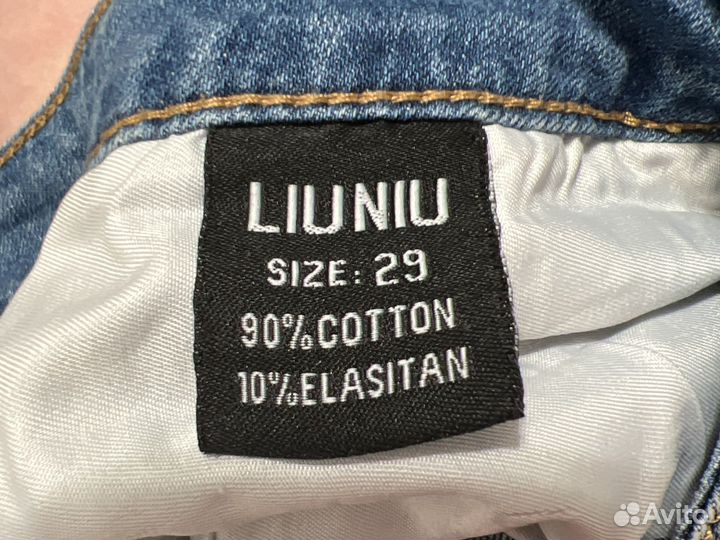 LIUNIU
SIZE: 29
90%COTTON
10%ELASITAN
Avito